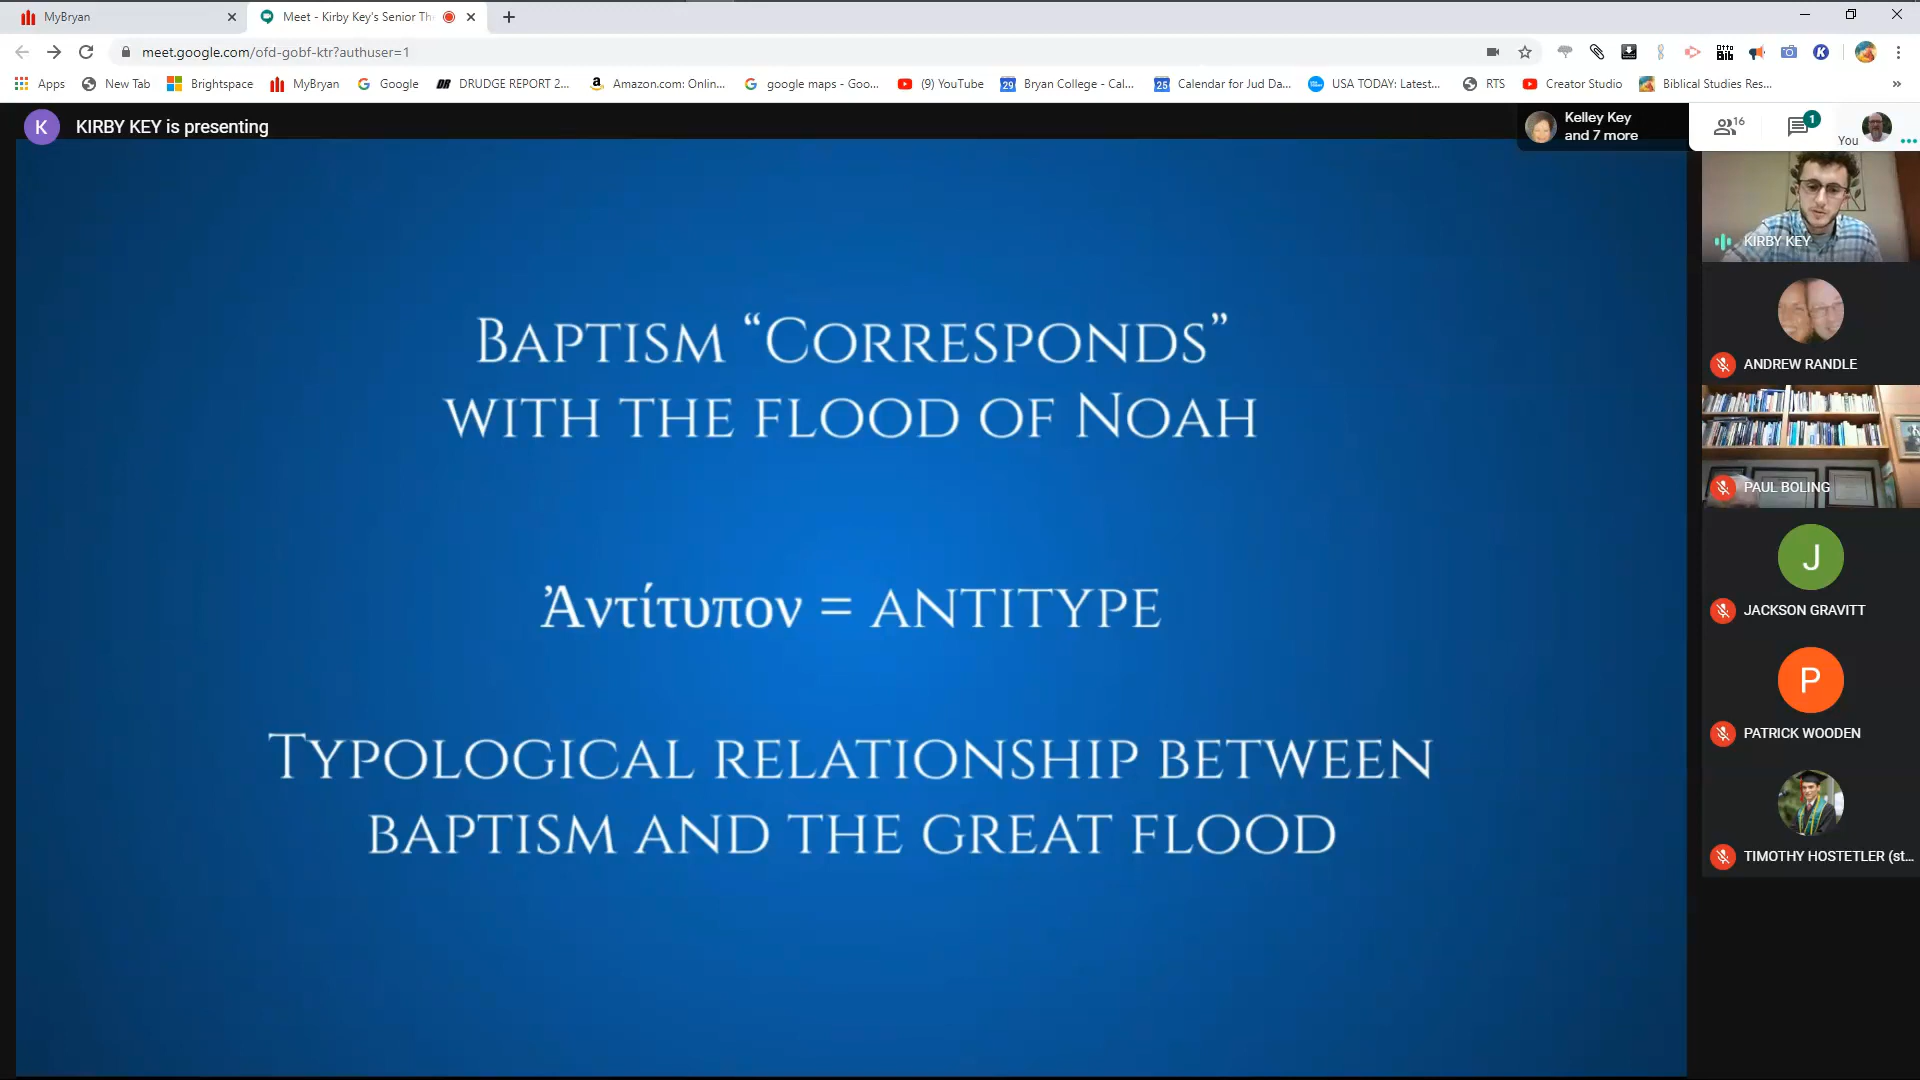 MyBryan
Meet - Kirby Key's Senior Th
meet.google.com/ofd-gobf-ktr?authuser=1
Apps
New Tab
Brightspace
MyBryan
Google
DRUDGE REPORT 2...
Amazon.com: Onlin...
google maps - Goo...
(9) YouTube
Bryan College - Cal...
Calendar for Jud Da...
USA TODAY: Latest...
RTS
Creator Studio
Biblical Studies Res...
K
KIRBY KEY is presenting
Kelley Key
and 7 more
16
1
You
Baptism “Corresponds”
with the flood of Noah
Ἀντίτυπον = antitype
Typological relationship between
baptism and the great flood
KIRBY KEY
ANDREW RANDLE
PAUL BOLING
J
JACKSON GRAVITT
P
PATRICK WOODEN
TIMOTHY HOSTETLER (st...